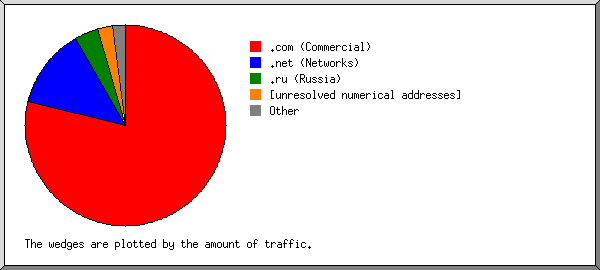 .com (Commercial)
.net (Networks)
.ru (Russia)
[unresolved numerical addresses]
Other
The wedges are plotted by the amount of traffic.